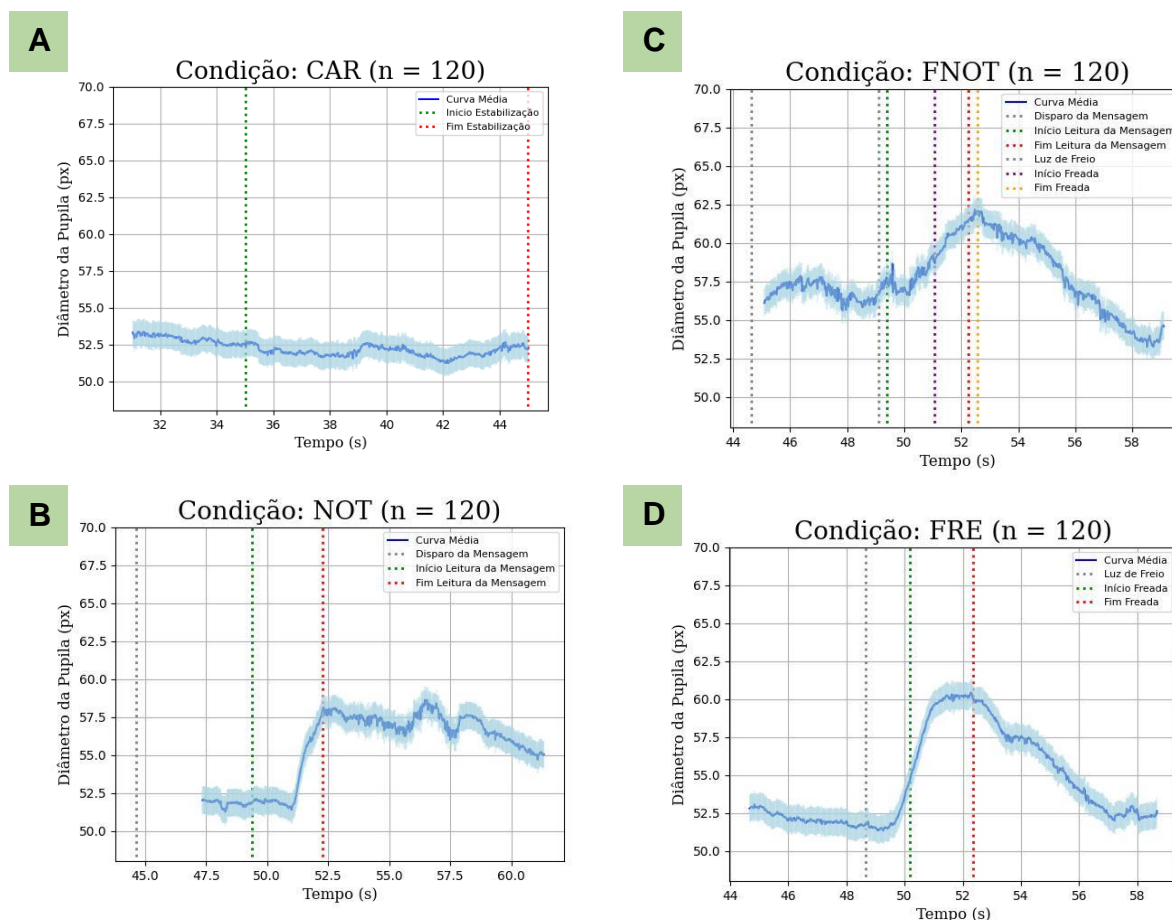 A
Condição: CAR (n = 120)
70.0
67.5
65.0
62.5
60.0
57.5
55.0
52.5
50.0
Diâmetro da Pupila (px)
Curva Média
Inicio Estabilização
Fim Estabilização
32 34 36 38 40 42 44
Tempo (s)
B
Condição: NOT (n = 120)
70.0
67.5
65.0
62.5
60.0
57.5
55.0
52.5
50.0
Diâmetro da Pupila (px)
Curva Média
Disparo da Mensagem
Início Leitura da Mensagem
Fim Leitura da Mensagem
45.0 47.5 50.0 52.5 55.0 57.5 60.0
Tempo (s)
C
Condição: FNOT (n = 120)
70.0
67.5
65.0
62.5
60.0
57.5
55.0
52.5
50.0
Diâmetro da Pupila (px)
Curva Média
Disparo da Mensagem
Início Leitura da Mensagem
Fim Leitura da Mensagem
Luz de Freio
Início Freada
Fim Freada
44 46 48 50 52 54 56 58
Tempo (s)
D
Condição: FRE (n = 120)
70.0
67.5
65.0
62.5
60.0
57.5
55.0
52.5
50.0
Diâmetro da Pupila (px)
Curva Média
Luz de Freio
Início Freada
Fim Freada
44 46 48 50 52 54 56 58
Tempo (s)